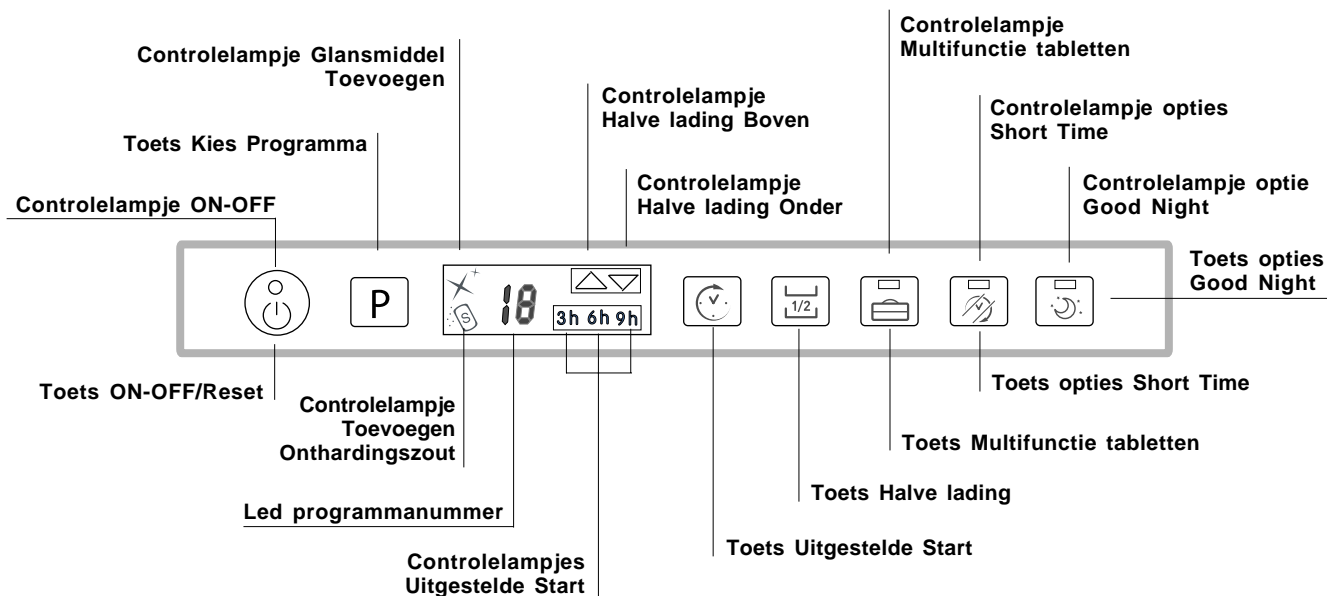 Controlelampje
Multifunctie tabletten
Controlelampje Glansmiddel
Toevoegen
Controlelampje
Halve lading Boven
Controlelampje opties
Short Time
Toets Kies Programma
Controlelampje
Halve lading Onder
Controlelampje optie
Good Night
Controlelampje ON-OFF
Toets opties
Good Night
P
S
18
3h 6h 9h
1/2
Toets ON-OFF/Reset
Controlelampje
Toevoegen
Onthardingszout
Toets opties Short Time
Toets Multifunctie tabletten
Toets Halve lading
Led programmanummer
Toets Uitgestelde Start
Controlelampjes
Uitgestelde Start